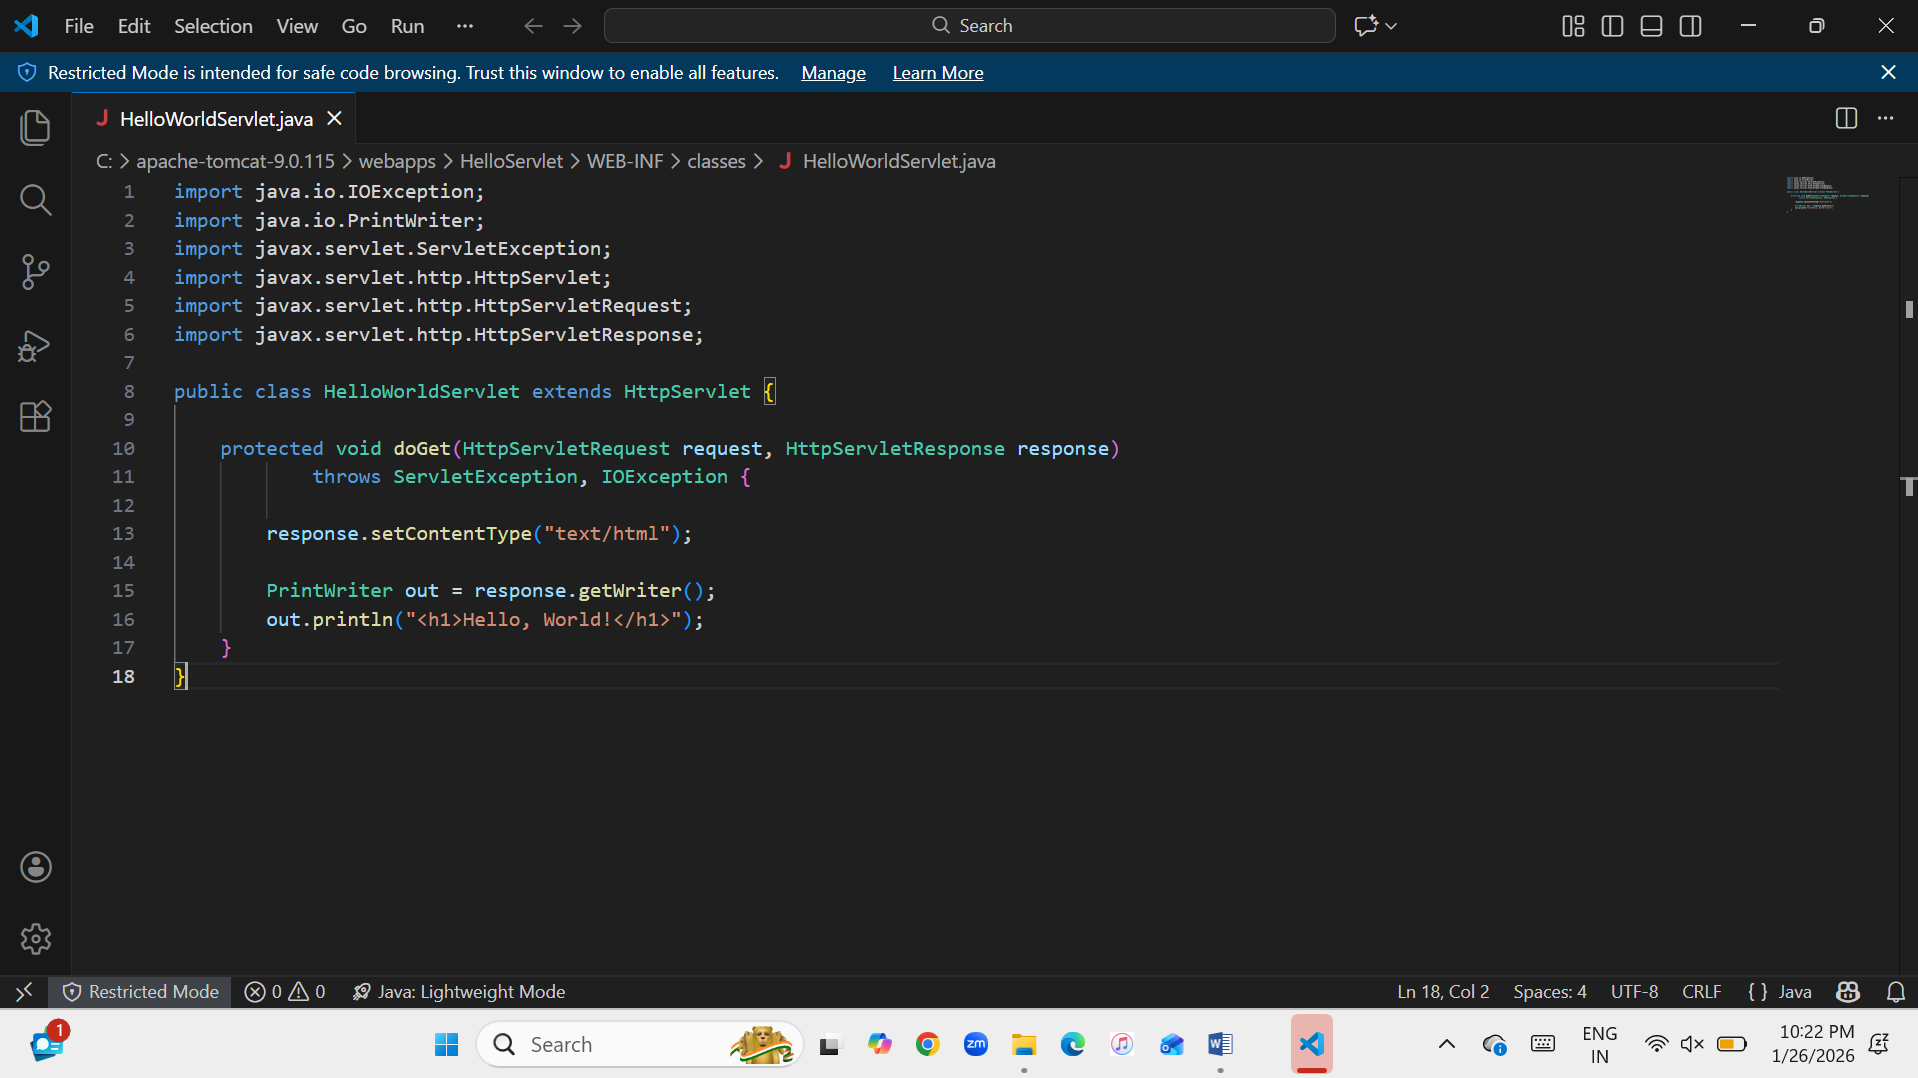 File Edit Selection View Go Run ··· Search
Restricted Mode is intended for safe code browsing. Trust this window to enable all features. Manage Learn More
J HelloWorldServlet.java
C: > apache-tomcat-9.0.115 > webapps > HelloServlet > WEB-INF > classes > J HelloWorldServlet.java
1 import java.io.IOException;
2 import java.io.PrintWriter;
3 import javax.servlet.ServletException;
4 import javax.servlet.http.HttpServlet;
5 import javax.servlet.http.HttpServletRequest;
6 import javax.servlet.http.HttpServletResponse;
7
8 public class HelloWorldServlet extends HttpServlet {
9
10 protected void doGet(HttpServletRequest request, HttpServletResponse response)
11 throws ServletException, IOException {
12
13 response.setContentType("text/html");
14
15 PrintWriter out = response.getWriter();
16 out.println("<h1>Hello, World!</h1>");
17 }
18 }
Restricted Mode 0 0 Java: Lightweight Mode Ln 18, Col 2 Spaces: 4 UTF-8 CRLF { } Java
1 Search zm ENG IN 10:22 PM
1/26/2026